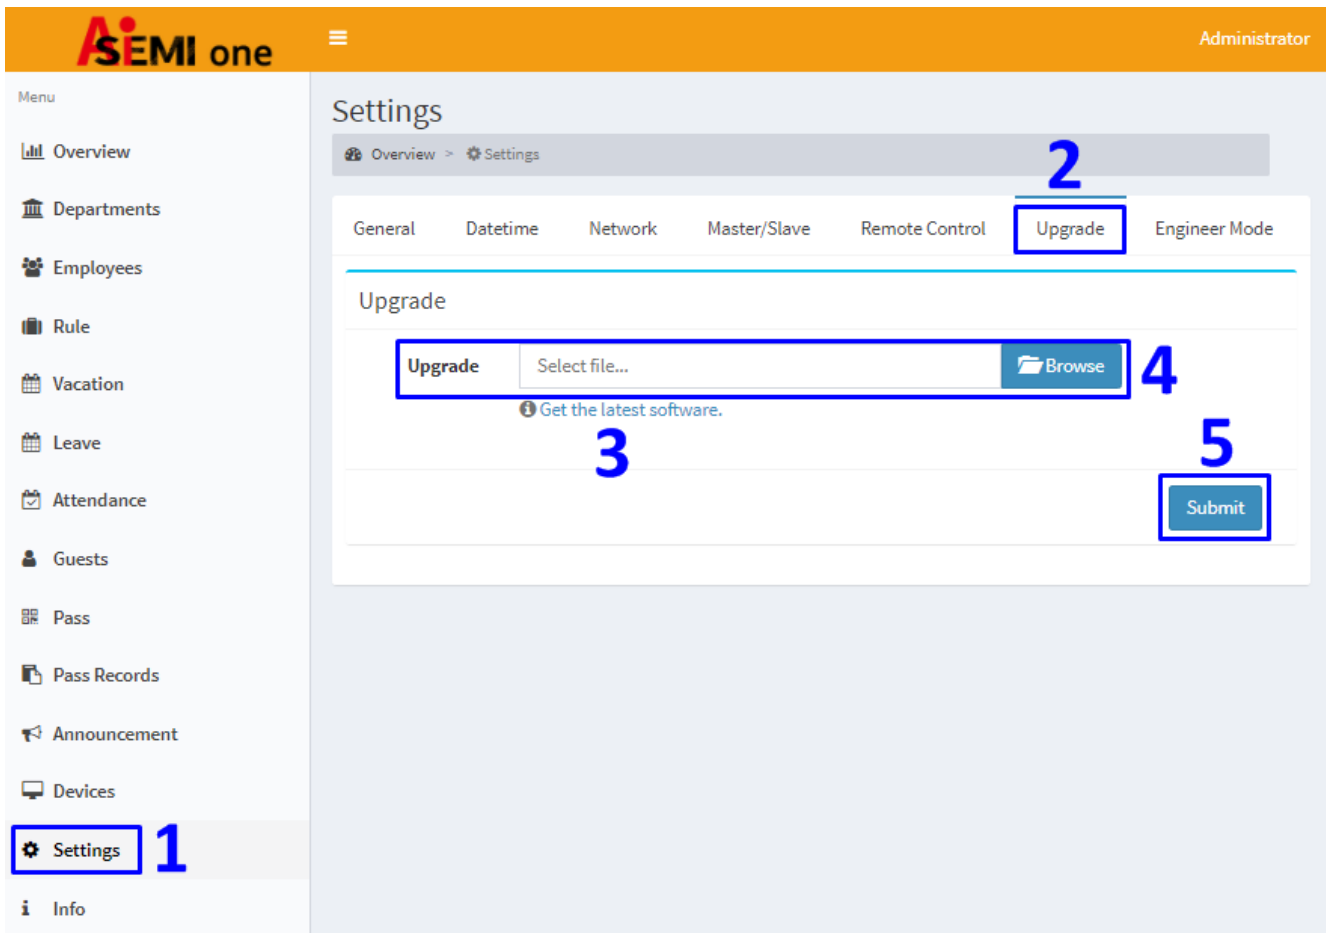 AiSEMI one
Administrator
Menu
Overview
Departments
Employees
Rule
Vacation
Leave
Attendance
Guests
Pass
Pass Records
Announcement
Devices
Settings 1
Info
Settings
Overview > Settings
2
General Datetime Network Master/Slave Remote Control Upgrade Engineer Mode
Upgrade
Upgrade Select file... Browse 4
Get the latest software.
3
5
Submit